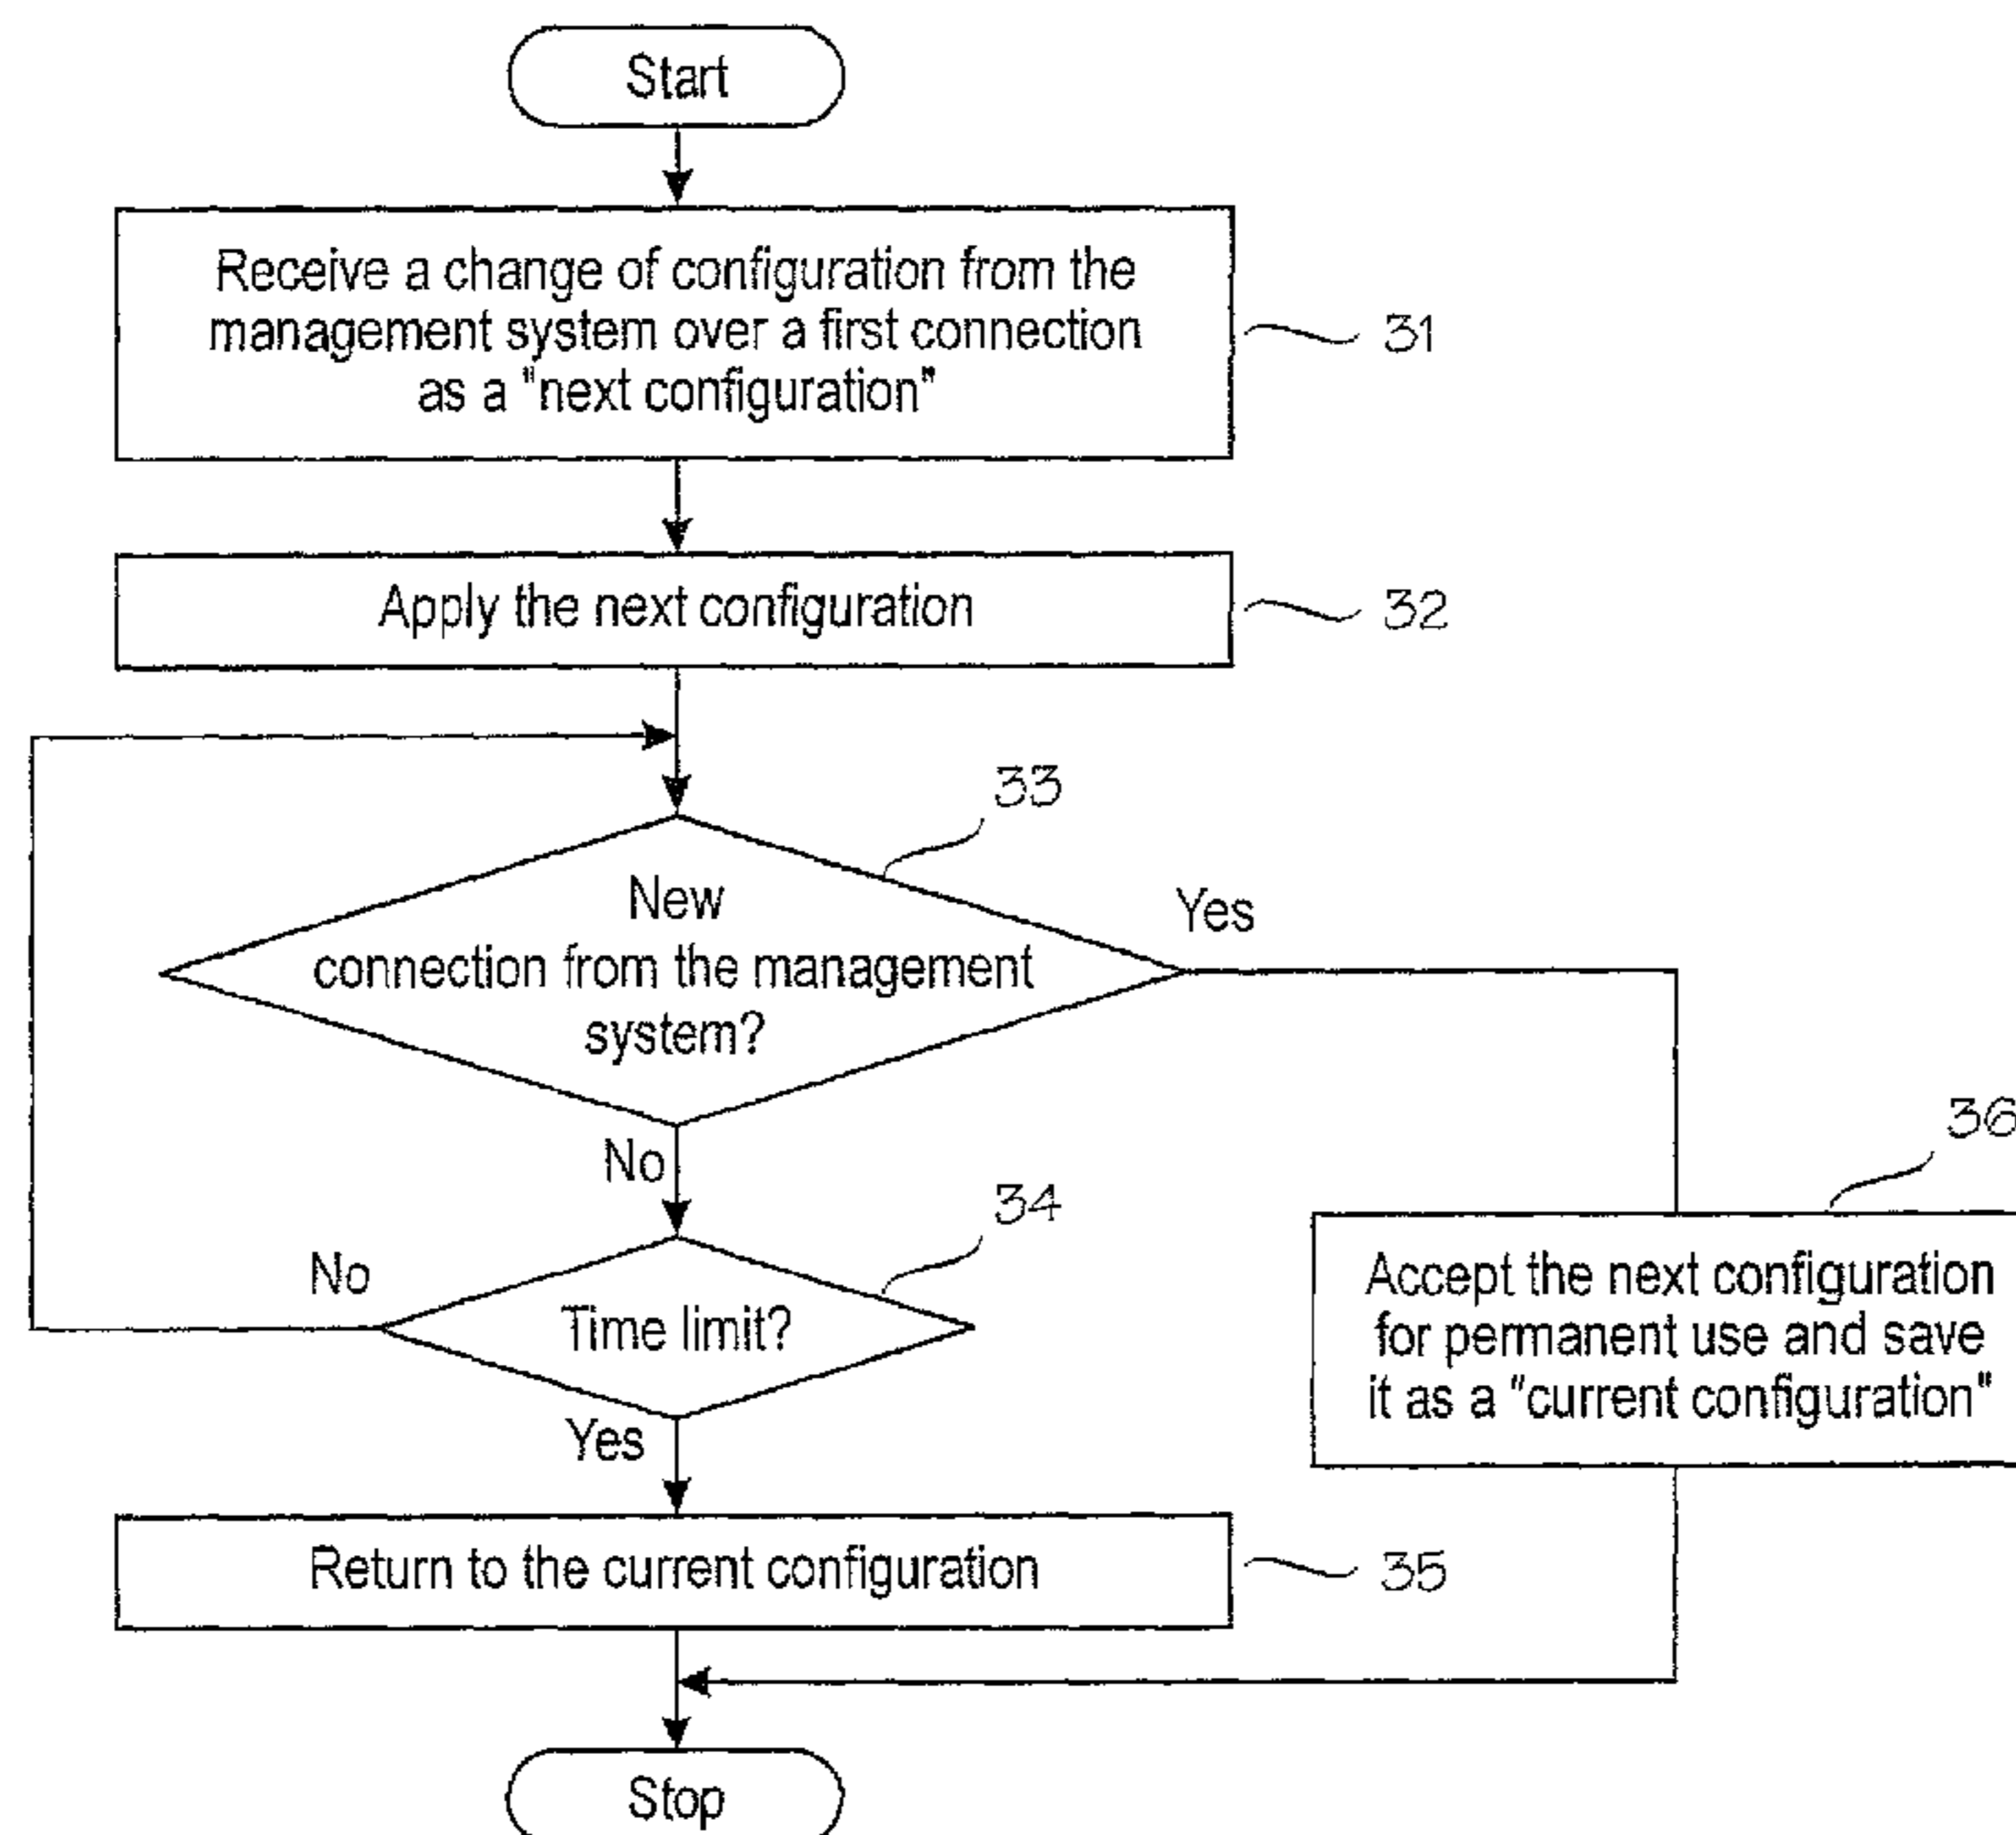 Start
Receive a change of configuration from the
management system over a first connection
as a "next configuration"
31
Apply the next configuration
32
33
New
connection from the management
system?
Yes
No
34
No
Time limit?
Yes
36
Accept the next configuration
for permanent use and save
it as a "current configuration"
Return to the current configuration
35
Stop